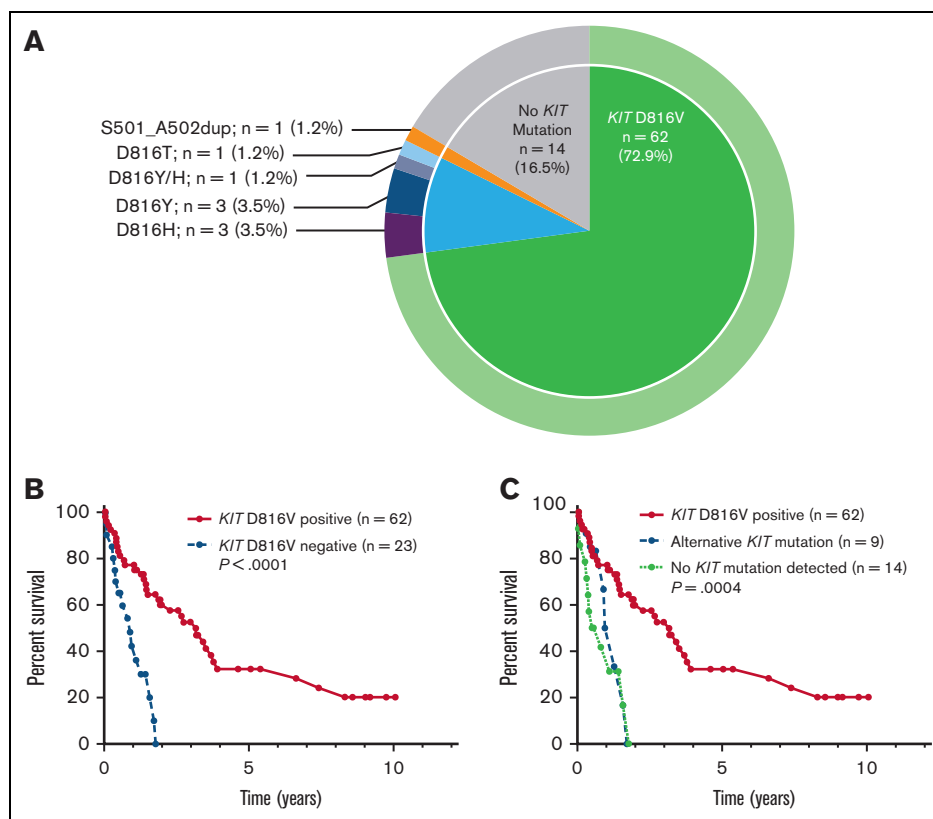 A
S501_A502dup; n = 1 (1.2%)
D816T; n = 1 (1.2%)
D816Y/H; n = 1 (1.2%)
D816Y; n = 3 (3.5%)
D816H; n = 3 (3.5%)
No KIT
Mutation
n = 14
(16.5%)
KIT D816V
n = 62
(72.9%)
B
100
80
60
40
20
0
Percent survival
KIT D816V positive (n = 62)
KIT D816V negative (n = 23)
P < .0001
0
5
10
Time (years)
C
100
80
60
40
20
0
Percent survival
KIT D816V positive (n = 62)
Alternative KIT mutation (n = 9)
No KIT mutation detected (n = 14)
P = .0004
0
5
10
Time (years)